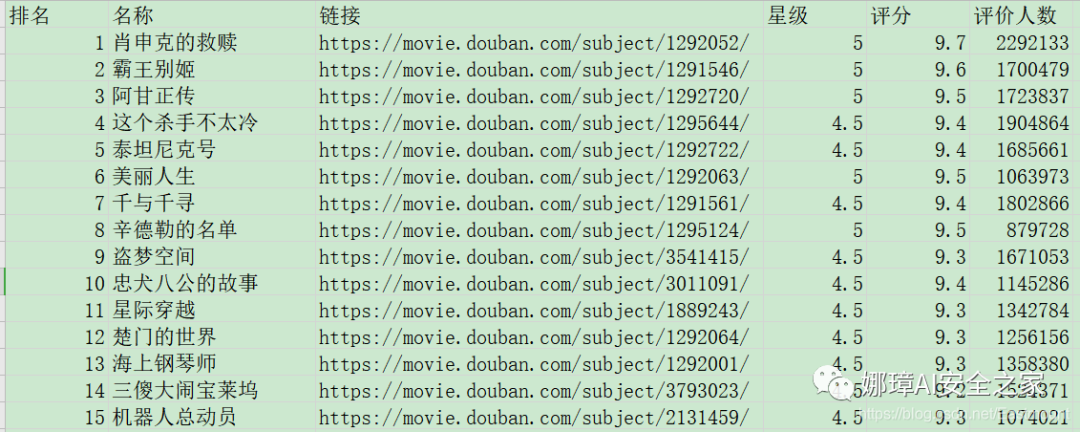 排名 名称 链接 星级 评分 评价人数
1 肖申克的救赎 https://movie.douban.com/subject/1292052/ 5 9.7 2292133
2 霸王别姬 https://movie.douban.com/subject/1291546/ 5 9.6 1700479
3 阿甘正传 https://movie.douban.com/subject/1292720/ 5 9.5 1723837
4 这个杀手不太冷 https://movie.douban.com/subject/1295644/ 4.5 9.4 1904864
5 泰坦尼克号 https://movie.douban.com/subject/1292722/ 4.5 9.4 1685661
6 美丽人生 https://movie.douban.com/subject/1292063/ 5 9.5 1063973
7 千与千寻 https://movie.douban.com/subject/1291561/ 4.5 9.4 1802866
8 辛德勒的名单 https://movie.douban.com/subject/1295124/ 5 9.5 879728
9 盗梦空间 https://movie.douban.com/subject/3541415/ 4.5 9.3 1671053
10 忠犬八公的故事 https://movie.douban.com/subject/3011091/ 4.5 9.4 1145286
11 星际穿越 https://movie.douban.com/subject/1889243/ 4.5 9.3 1342784
12 楚门的世界 https://movie.douban.com/subject/1292064/ 4.5 9.3 1256156
13 海上钢琴师 https://movie.douban.com/subject/1292001/ 4.5 9.3 1358380
14 三傻大闹宝莱坞 https://movie.douban.com/subject/3793023/ 4.5
娜璋AI安全之家
15 机器人总动员 https://movie.douban.com/subject/2131459/ 4.5 9.3 1074021